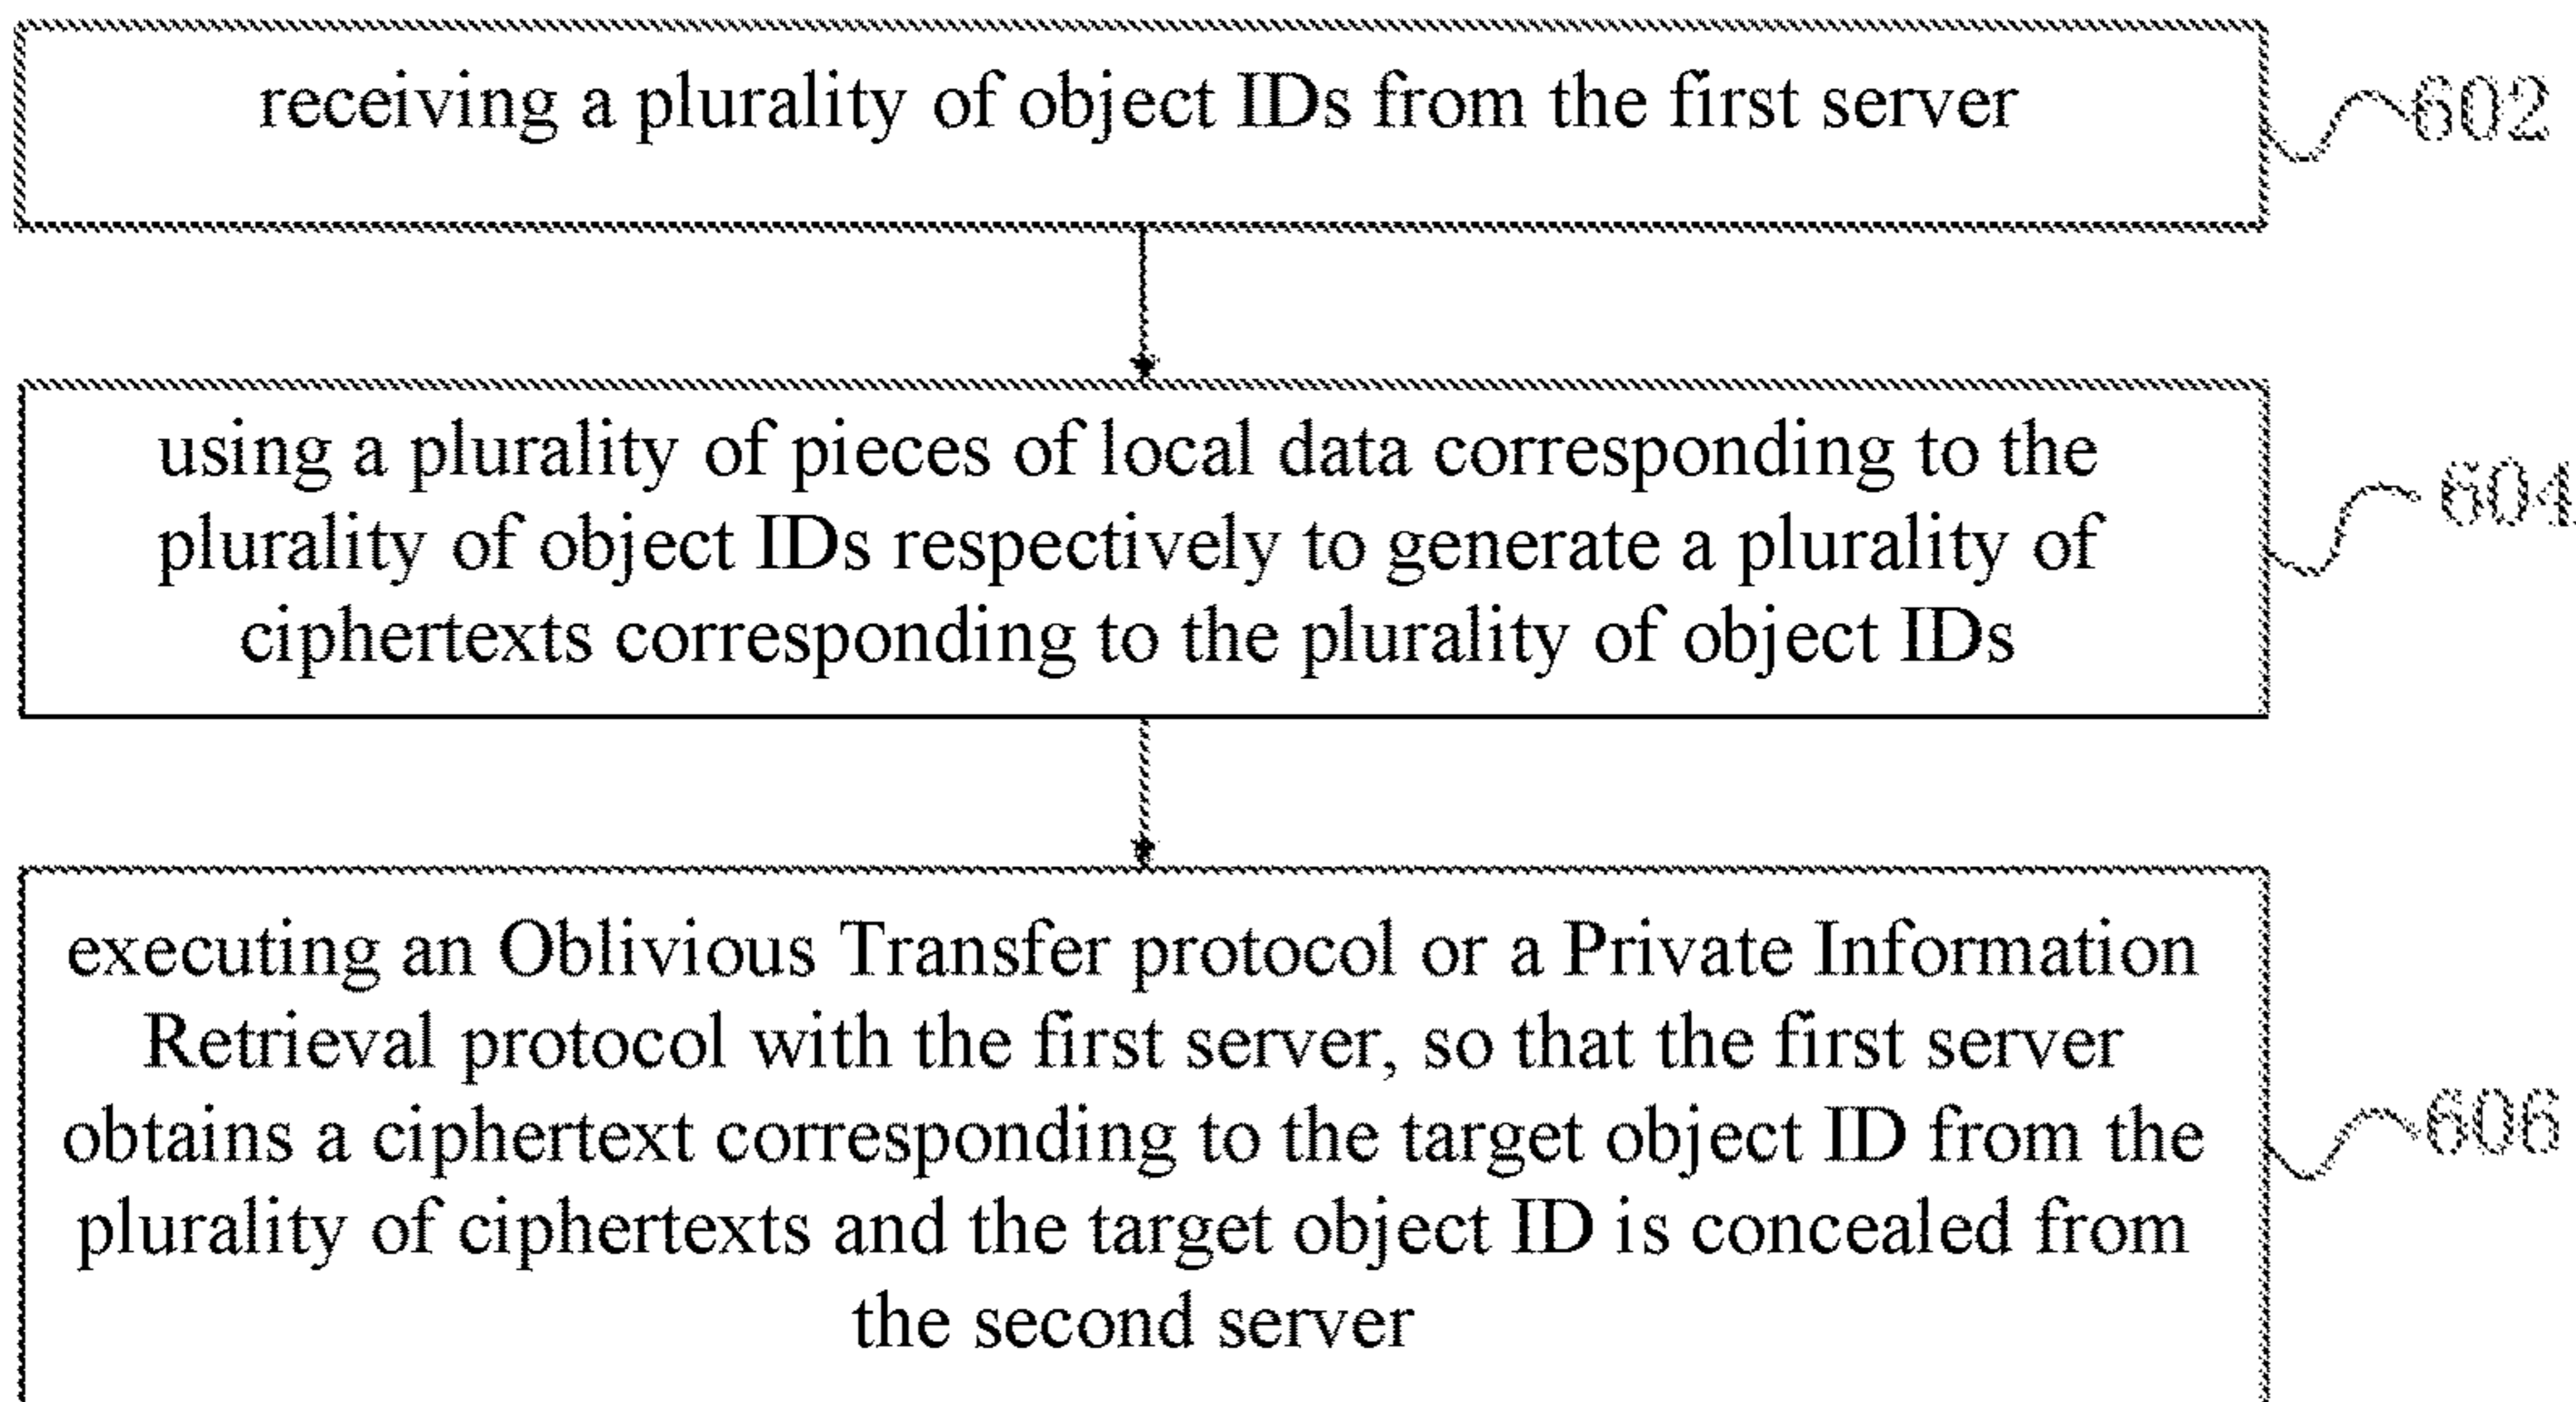 receiving a plurality of object IDs from the first server
602
using a plurality of pieces of local data corresponding to the
plurality of object IDs respectively to generate a plurality of
ciphertexts corresponding to the plurality of object IDs
604
executing an Oblivious Transfer protocol or a Private Information
Retrieval protocol with the first server, so that the first server
obtains a ciphertext corresponding to the target object ID from the
plurality of ciphertexts and the target object ID is concealed from
the second server
606